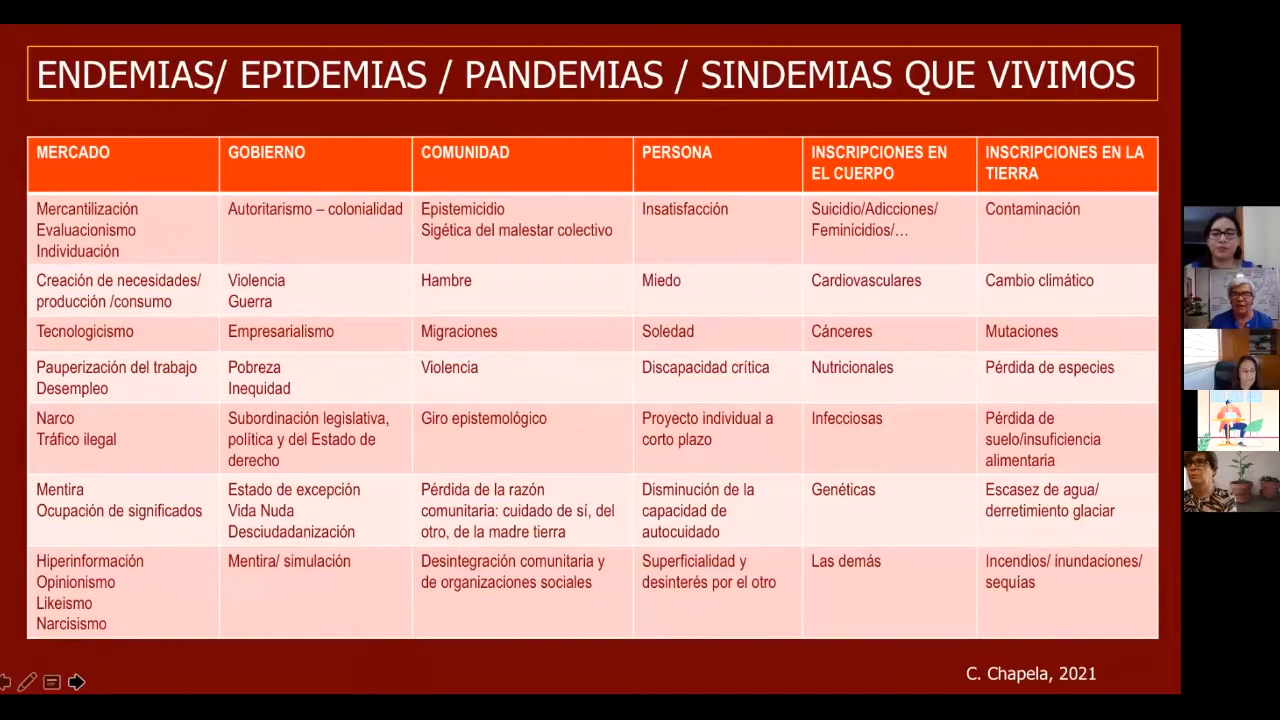 ENDEMIAS/ EPIDEMIAS / PANDEMIAS / SINDEMIAS QUE VIVIMOS
MERCADO
GOBIERNO
COMUNIDAD
PERSONA
INSCRIPCIONES EN
EL CUERPO
INSCRIPCIONES EN LA
TIERRA
Mercantilización
Evaluacionismo
Individuación
Autoritarismo – colonialidad
Epistemicidio
Sigética del malestar colectivo
Insatisfacción
Suicidio/Adicciones/
Feminicidios/...
Contaminación
Creación de necesidades/
producción /consumo
Violencia
Guerra
Hambre
Miedo
Cardiovasculares
Cambio climático
Tecnologicismo
Empresarialismo
Migraciones
Soledad
Cánceres
Mutaciones
Pauperización del trabajo
Desempleo
Pobreza
Inequidad
Violencia
Discapacidad crítica
Nutricionales
Pérdida de especies
Narco
Tráfico ilegal
Subordinación legislativa,
política y del Estado de
derecho
Giro epistemológico
Proyecto individual a
corto plazo
Infecciosas
Pérdida de
suelo/insuficiencia
alimentaria
Mentira
Ocupación de significados
Estado de excepción
Vida Nuda
Desciudadanización
Pérdida de la razón
comunitaria: cuidado de sí, del
otro, de la madre tierra
Disminución de la
capacidad de
autocuidado
Genéticas
Escasez de agua/
derretimiento glaciar
Hiperinformación
Opinionismo
Likeismo
Narcisismo
Mentira/ simulación
Desintegración comunitaria y
de organizaciones sociales
Superficialidad y
desinterés por el otro
Las demás
Incendios/ inundaciones/
sequías
C. Chapela, 2021